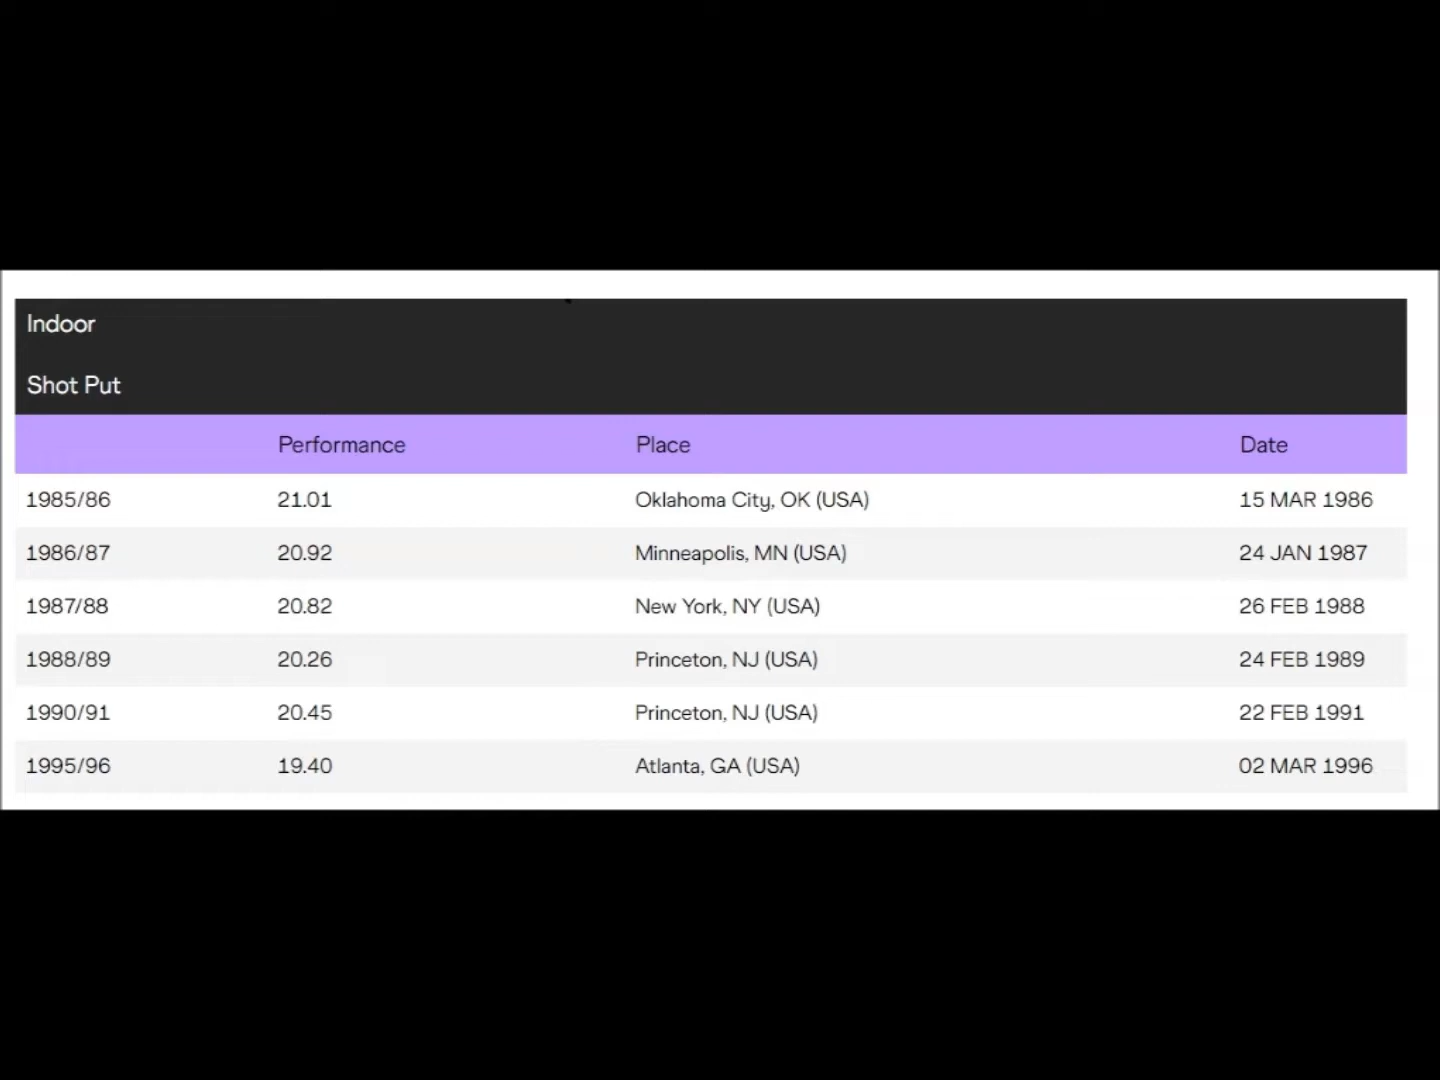 Indoor
Shot Put
Performance Place Date
1985/86 21.01 Oklahoma City, OK (USA) 15 MAR 1986
1986/87 20.92 Minneapolis, MN (USA) 24 JAN 1987
1987/88 20.82 New York, NY (USA) 26 FEB 1988
1988/89 20.26 Princeton, NJ (USA) 24 FEB 1989
1990/91 20.45 Princeton, NJ (USA) 22 FEB 1991
1995/96 19.40 Atlanta, GA (USA) 02 MAR 1996